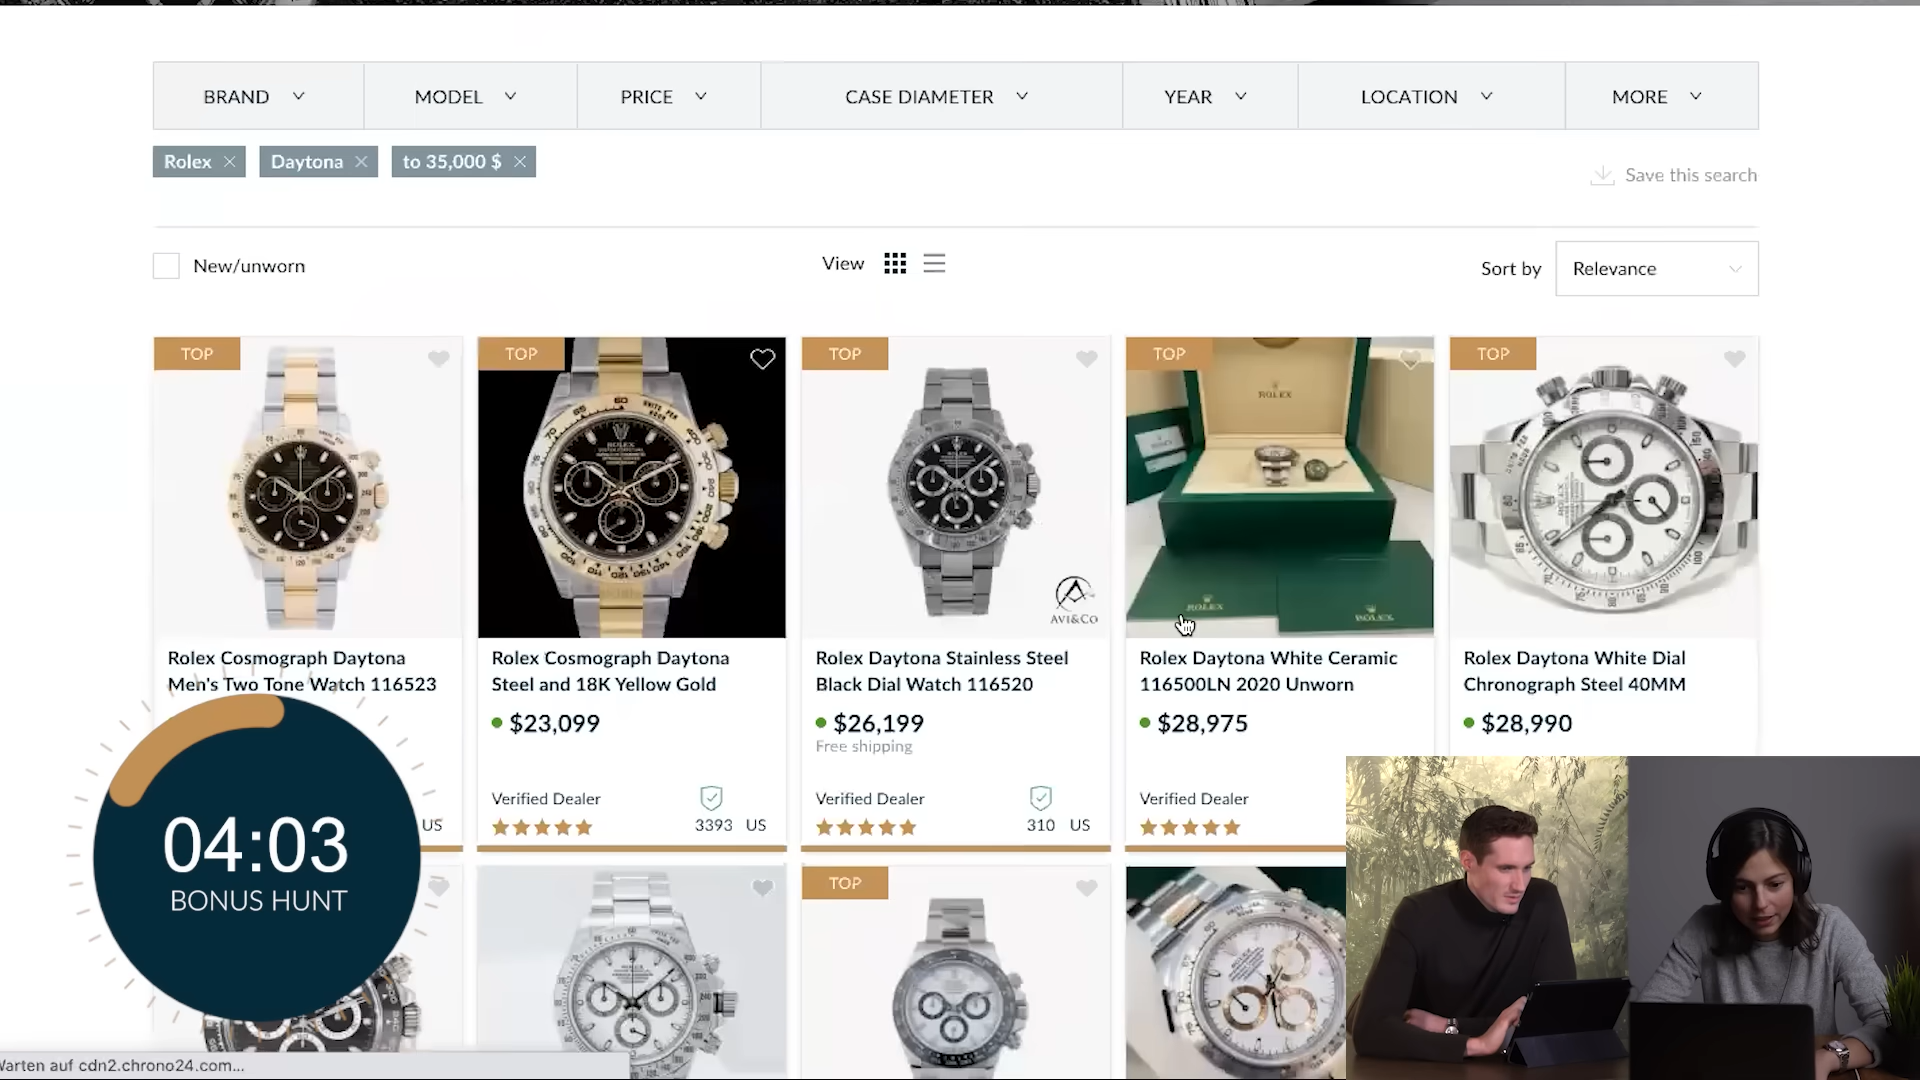 BRAND
MODEL
PRICE
CASE DIAMETER
YEAR
LOCATION
MORE
Rolex
Daytona
to 35,000 $
Save this search
New/unworn
View
Sort by
Relevance
TOP
TOP
TOP
TOP
TOP
ROLEX
AVI&CO
ROLEX
ROLEX
Rolex Cosmograph Daytona
Men's Two Tone Watch 116523
Rolex Cosmograph Daytona
Steel and 18K Yellow Gold
$23,099
Verified Dealer
3393 US
Rolex Daytona Stainless Steel
Black Dial Watch 116520
$26,199
Free shipping
Verified Dealer
310 US
Rolex Daytona White Ceramic
116500LN 2020 Unworn
$28,975
Verified Dealer
Rolex Daytona White Dial
Chronograph Steel 40MM
$28,990
US
04:03
BONUS HUNT
TOP
Warten auf cdn2.chrono24.com...